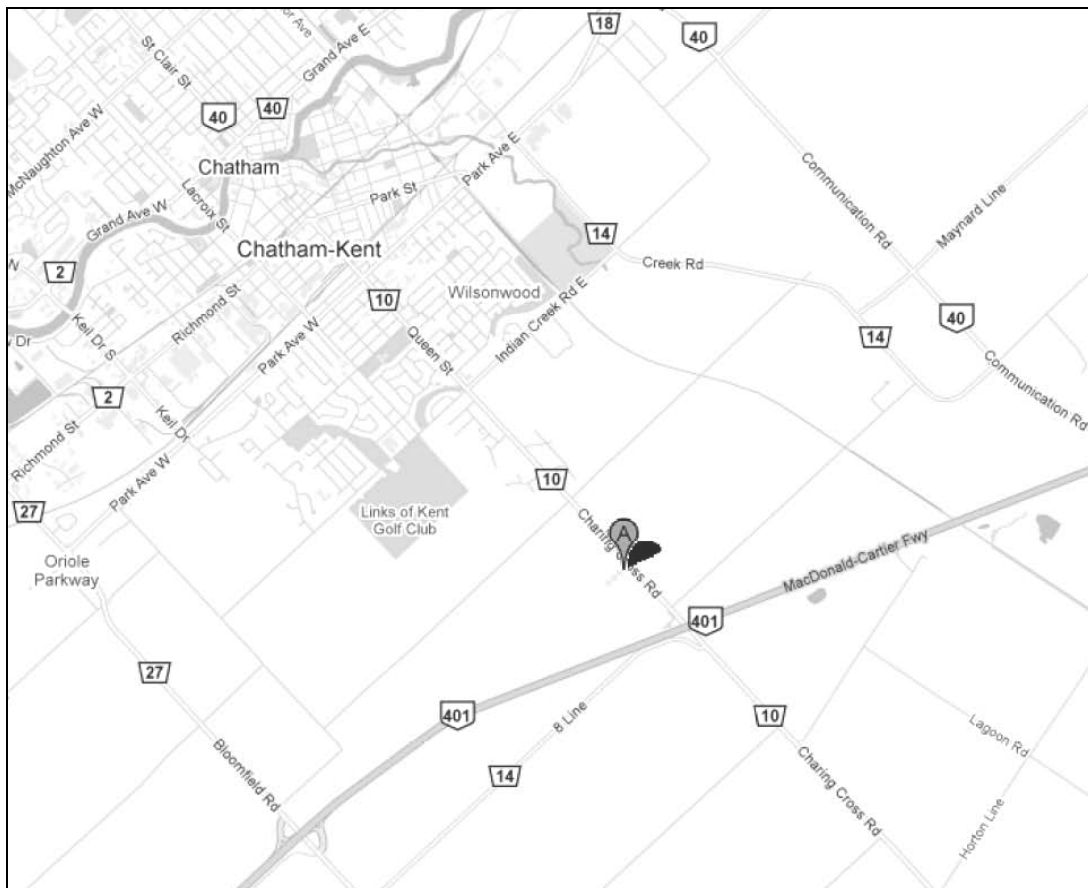 18
40
St Clair St
Grand Ave E
40
40
McNaughton Ave W
Chatham
Park Ave E
Communication Rd
Park St
Lacroix St
Maynard Line
Grand Ave W
14
Chatham-Kent
Creek Rd
2
10
Wilsonwood
Indian Creek Rd E
Richmond St
40
Keil Dr S
Dr
Park Ave W
Queen St
14
Communication Rd
2
Keil Dr
Richmond St
Park Ave W
10
27
Links of Kent
Golf Club
Charing Cross Rd
A
MacDonald-Cartier Fwy
Oriole
Parkway
401
27
401
8 Line
10
Lagoon Rd
Bloomfield Rd
14
Charing Cross Rd
Horton Line